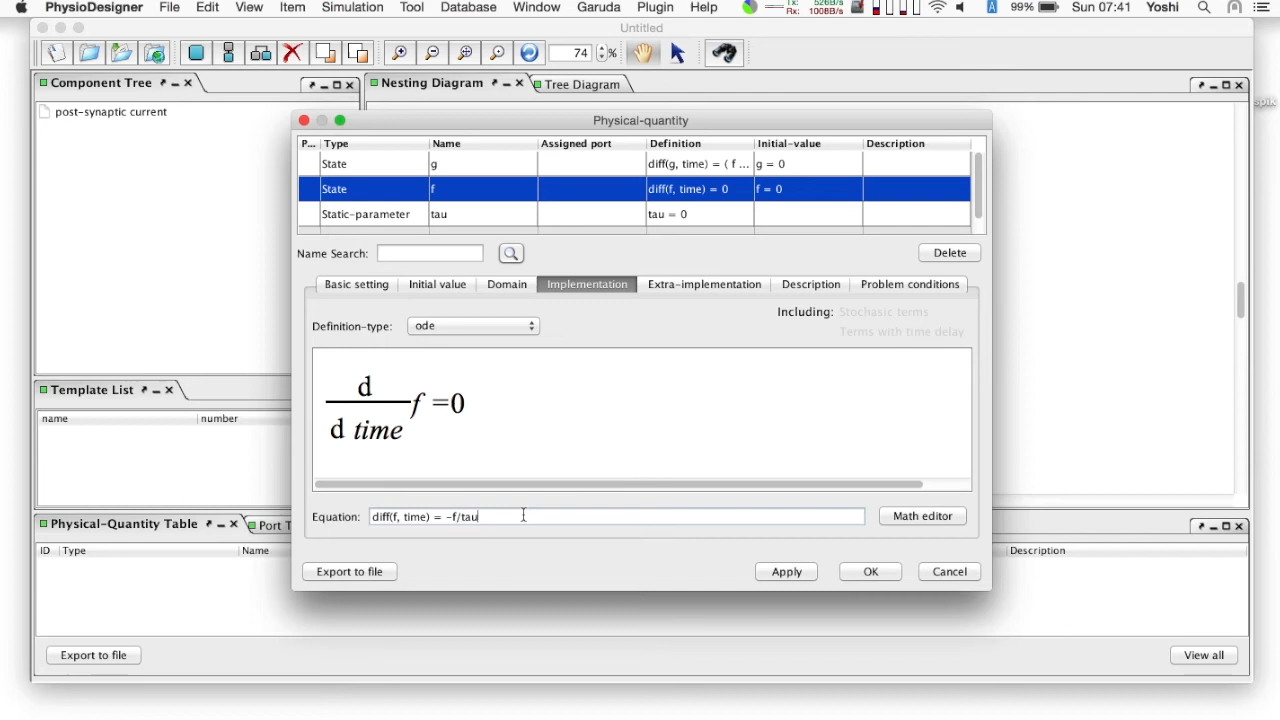 PhysioDesigner File Edit View Item Simulation Tool Database Window Garuda Plugin Help Tx: 526B/s Rx: 1008B/s A 99% Sun 07:41 Yoshi
Untitled
74 %
Component Tree
Nesting Diagram
Tree Diagram
post-synaptic current
Physical-quantity
P... Type Name Assigned port Definition Initial-value Description
State g diff(g, time) = ( f ... g = 0
State f diff(f, time) = 0 f = 0
Static-parameter tau tau = 0
Name Search:
Delete
Basic setting Initial value Domain Implementation Extra-implementation Description Problem conditions
Including: Stochastic terms
Definition-type: ode
Terms with time delay
d
f =0
d time
Template List
name number
Equation: diff(f, time) = -f/tau Math editor
Physical-Quantity Table
Port T
ID Type Name Description
Export to file Apply OK Cancel
Export to file View all